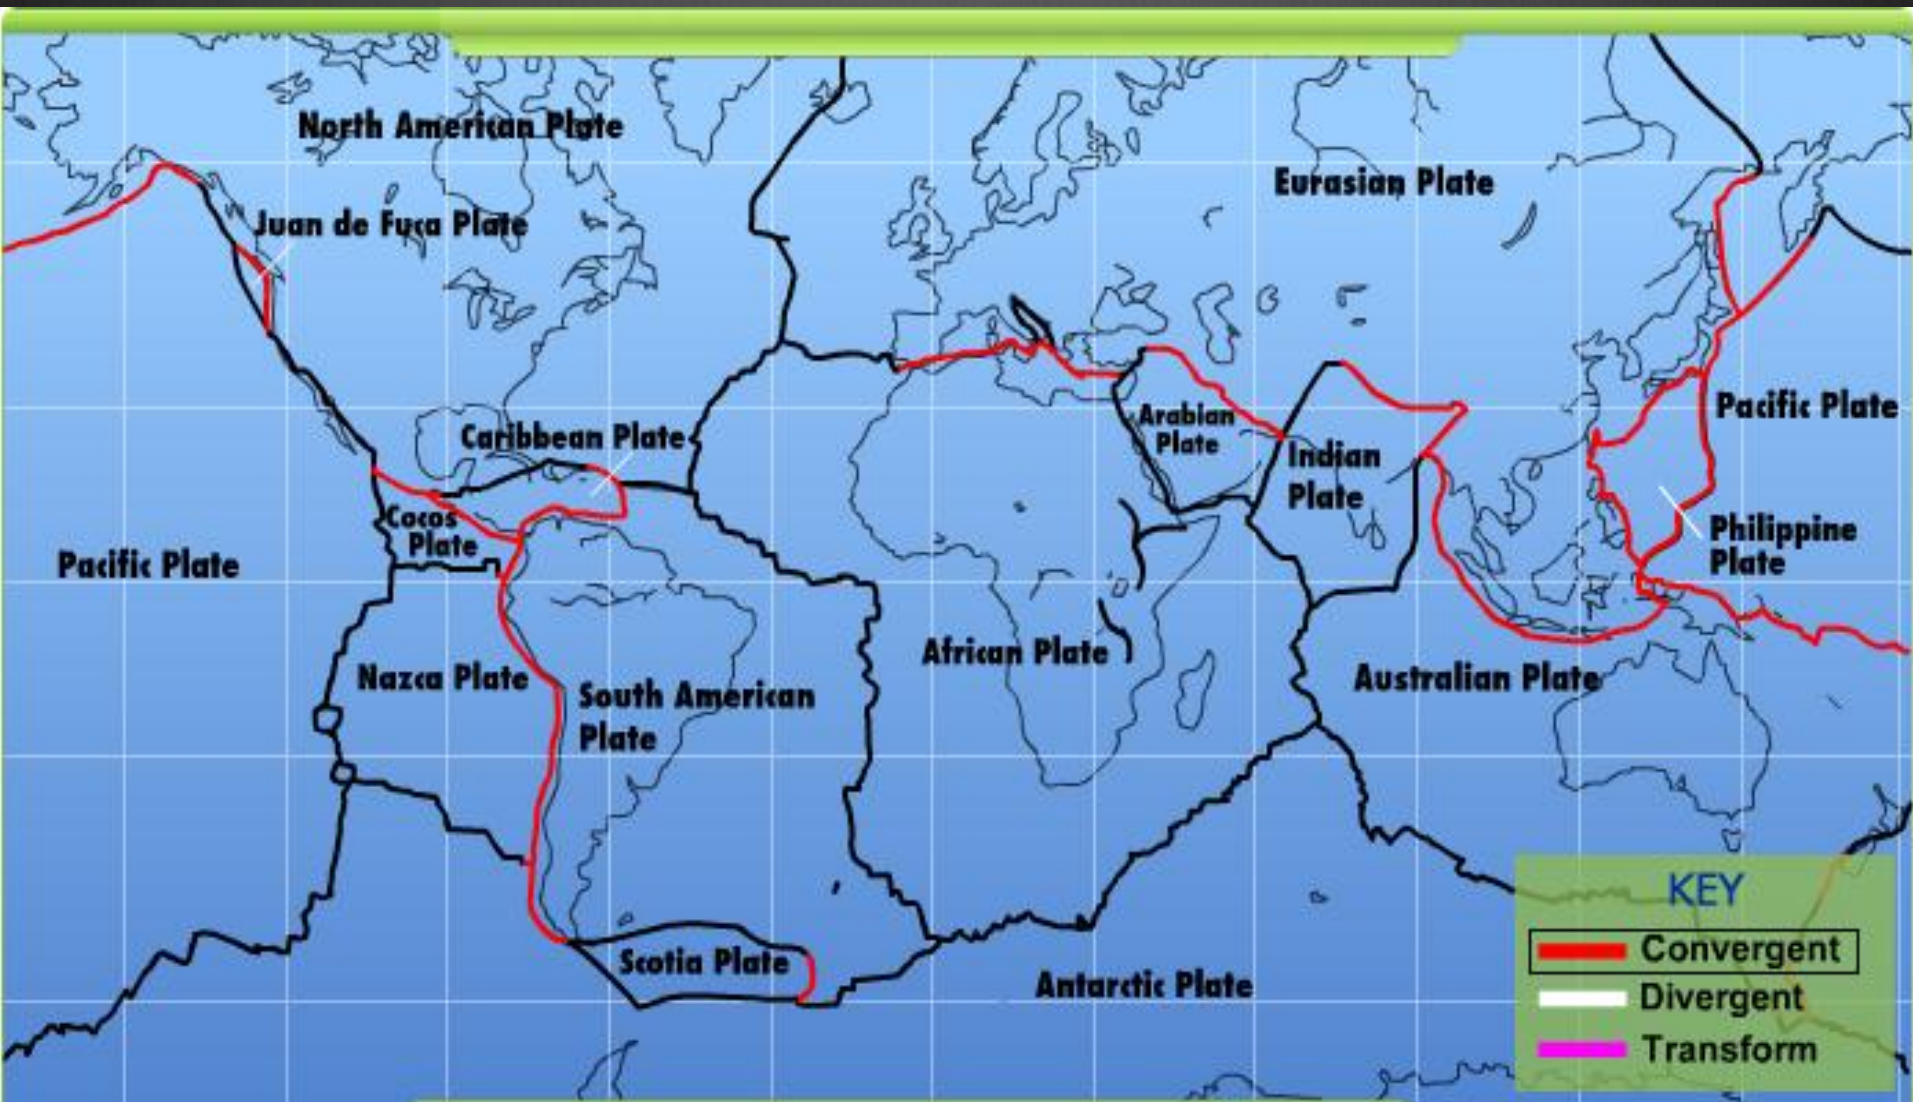 North American Plate
Juan de Fuca Plate
Eurasian Plate
Caribbean Plate
Arabian
Plate
Indian
Plate
Pacific Plate
Cocos
Plate
Pacific Plate
Philippine
Plate
Nazca Plate
South American
Plate
African Plate
Australian Plate
Scotia Plate
Antarctic Plate
KEY
Convergent
Divergent
Transform